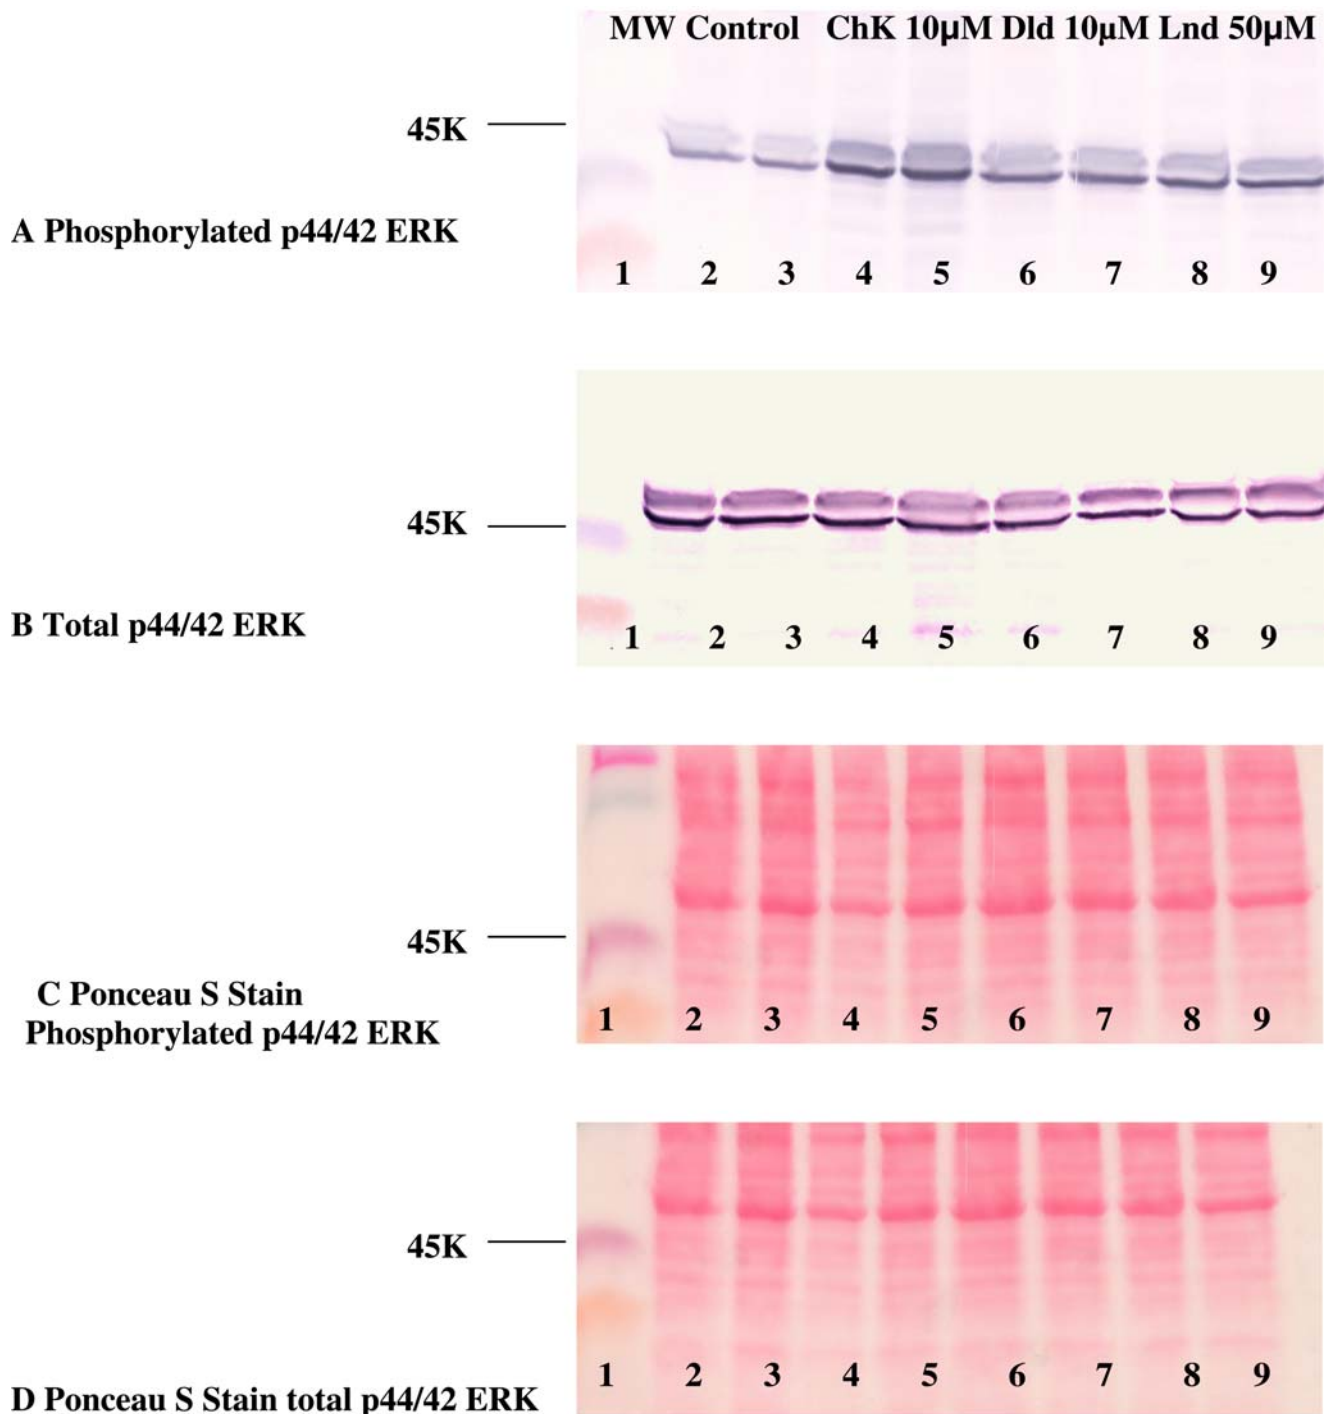 MW Control ChK 10µM Dld 10µM Lnd 50µM
45K
A Phosphorylated p44/42 ERK
1 2 3 4 5 6 7 8 9
45K
B Total p44/42 ERK
1 2 3 4 5 6 7 8 9
45K
C Ponceau S Stain
Phosphorylated p44/42 ERK
1 2 3 4 5 6 7 8 9
45K
1 2 3 4 5 6 7 8 9
D Ponceau S Stain total p44/42 ERK